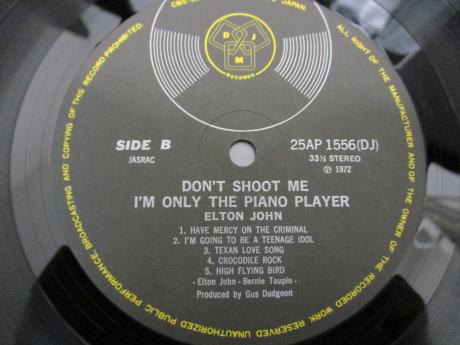 CBS/S
JAPAN.
ALL RIGHT OF THE MANUFACTURER AND OF THE OWNER OF THE RECORDED WORK RESERVED UNAUTHORIZED PUBLIC PERFORMANCE, BROADCASTING AND COPYING OF THIS RECORD PROHIBITED.
D J
M
RECORDS
SIDE B
JASRAC
25AP 1556(DJ)
33⅓ STEREO
Ⓟ 1972
DON'T SHOOT ME
I'M ONLY THE PIANO PLAYER
ELTON JOHN
1. HAVE MERCY ON THE CRIMINAL
2. I'M GOING TO BE A TEENAGE IDOL
3. TEXAN LOVE SONG
4. CROCODILE ROCK
5. HIGH FLYING BIRD
- Elton John - Bernie Taupin -
Produced by Gus Dudgeon